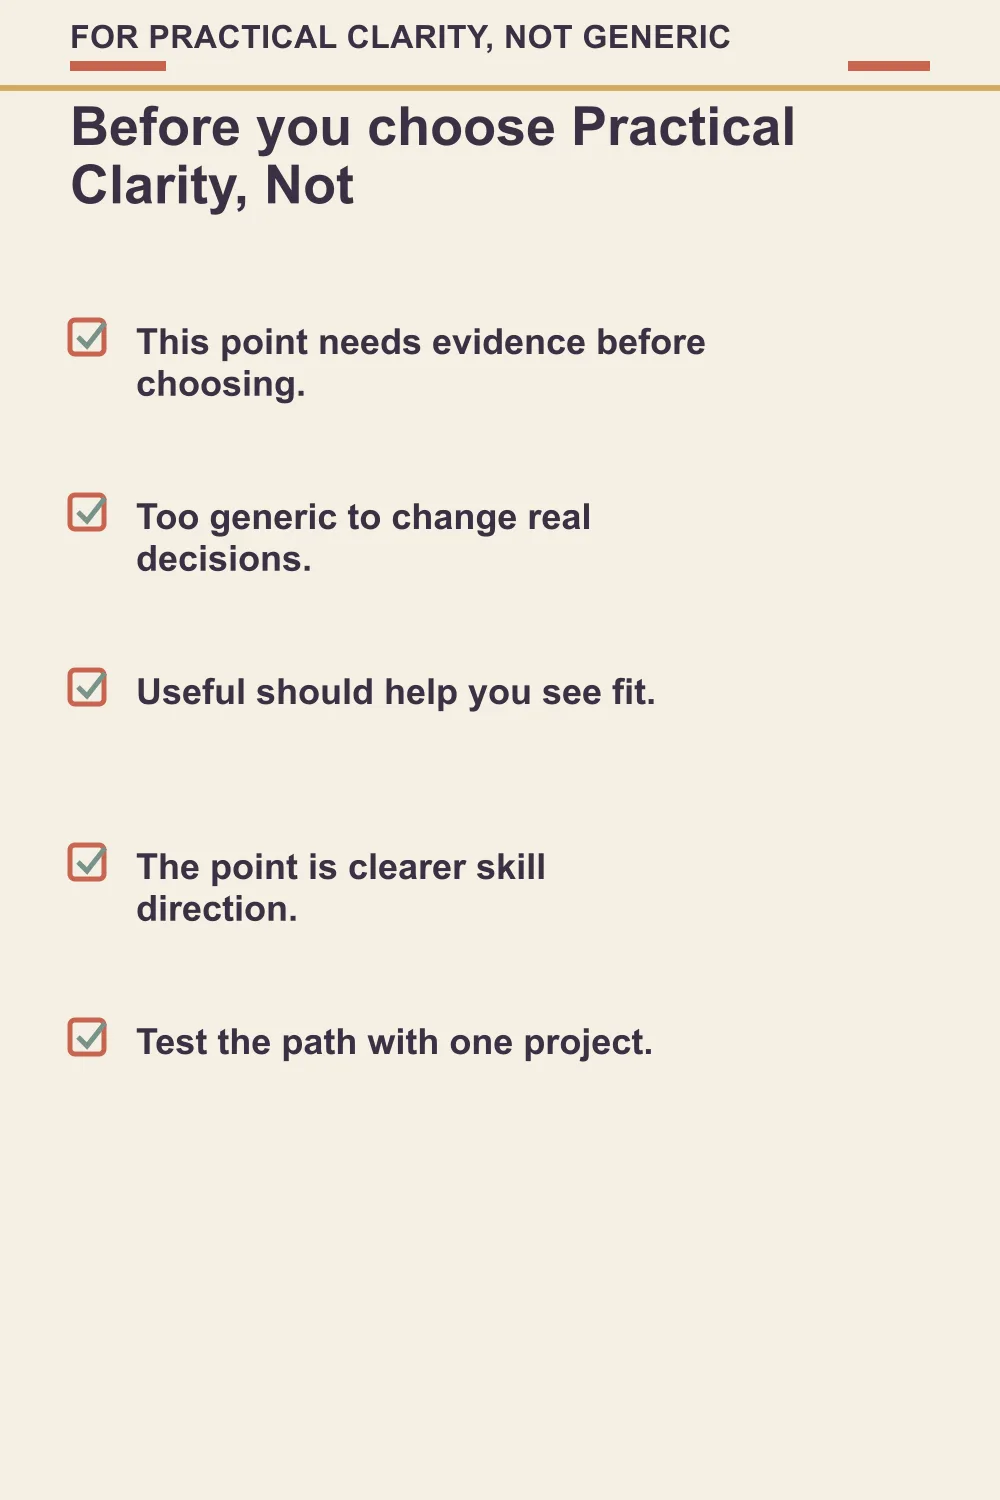 FOR PRACTICAL CLARITY, NOT GENERIC
Before you choose Practical
Clarity, Not
This point needs evidence before
choosing.
Too generic to change real
decisions.
Useful should help you see fit.
The point is clearer skill
direction.
Test the path with one project.